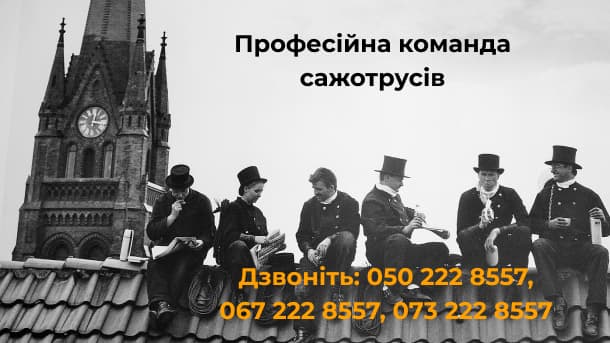 Професійна команда
сажотрусів
Дзвоніть: 050 222 8557,
067 222 8557, 073 222 8557